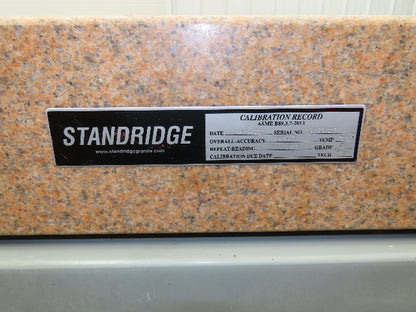 STANDRIDGE
www.standridgegranite.com
CALIBRATION RECORD
ASME B89.3.7-2013
DATE SERIAL NO.
OVERALL ACCURACY TEMP
REPEAT READING GRADE
CALIBRATION DUE DATE TECH